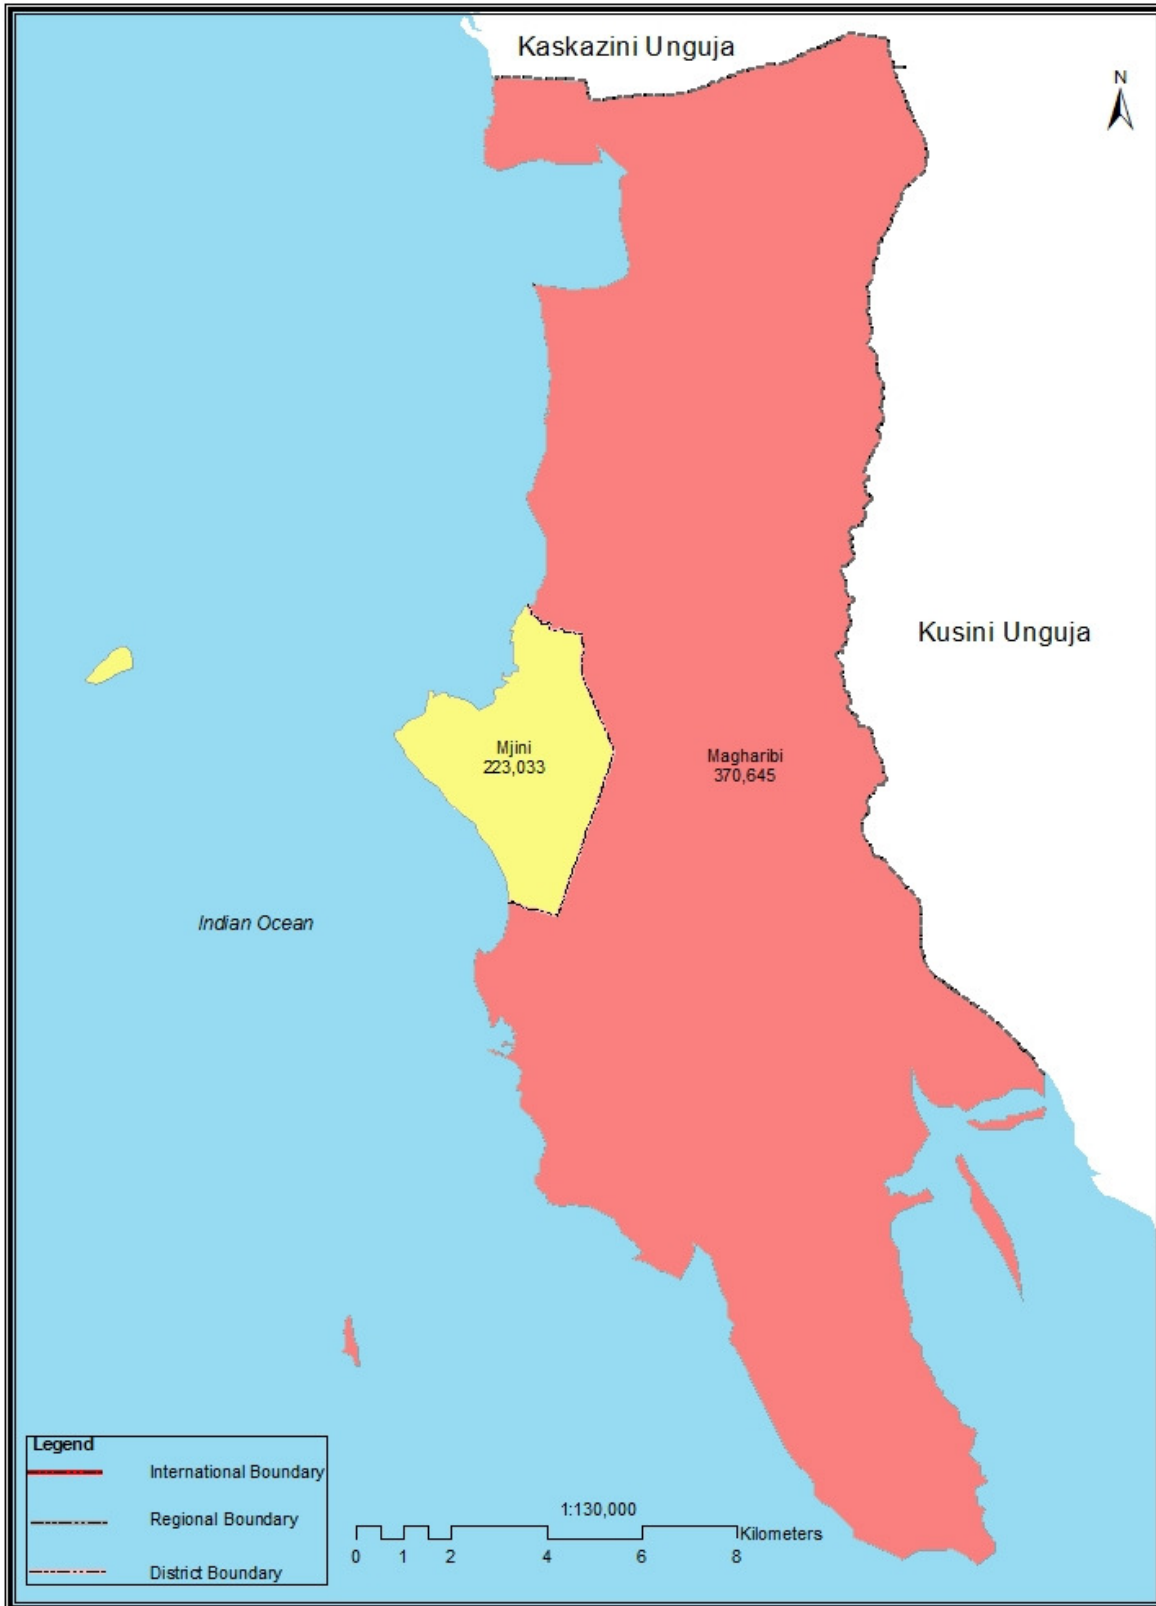 Kaskazini Unguja
N
Kusini Unguja
Mjini
223,033
Magharibi
370,645
Indian Ocean
Legend
International Boundary
Regional Boundary
District Boundary
1:130,000
Kilometers
0 1 2 4 6 8